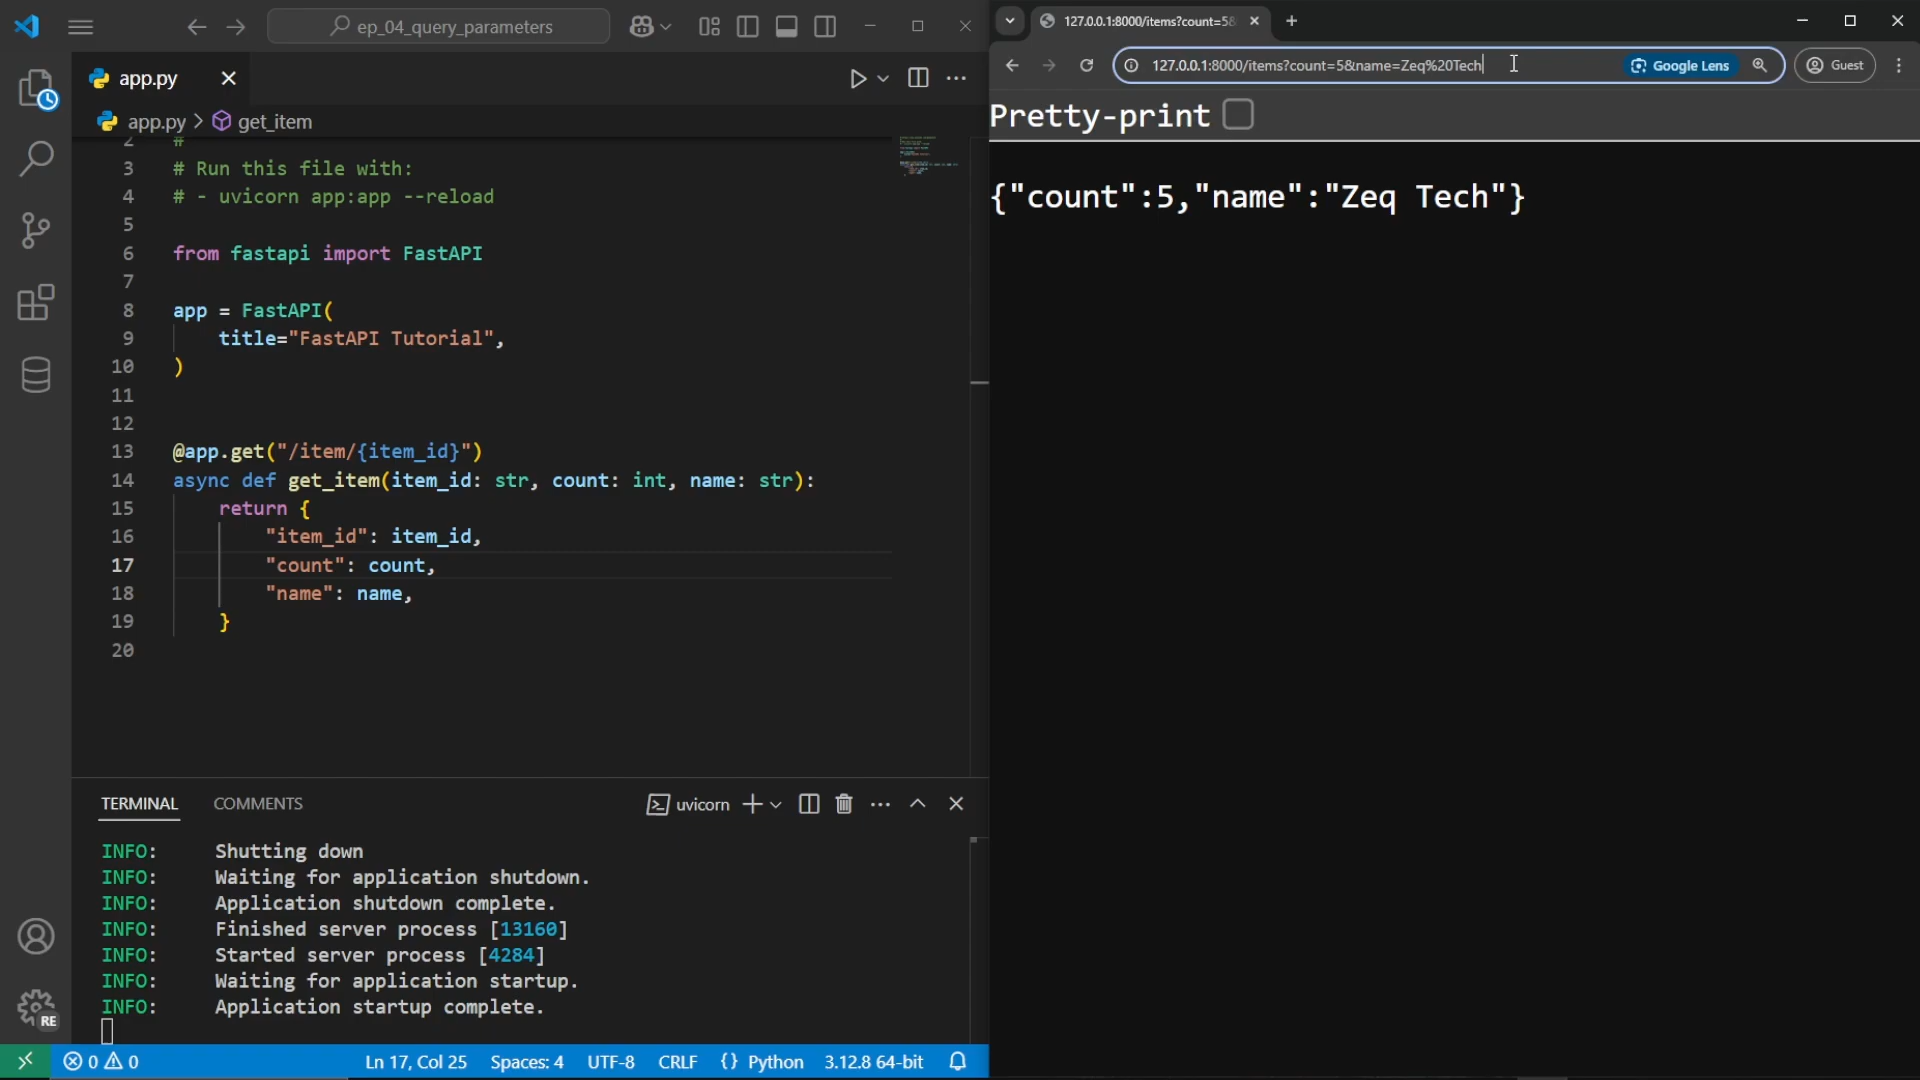 ep_04_query_parameters
app.py
app.py > get_item
2 #
3 # Run this file with:
4 # - uvicorn app:app --reload
5
6 from fastapi import FastAPI
7
8 app = FastAPI(
9 title="FastAPI Tutorial",
10 )
11
12
13 @app.get("/item/{item_id}")
14 async def get_item(item_id: str, count: int, name: str):
15 return {
16 "item_id": item_id,
17 "count": count,
18 "name": name,
19 }
20
TERMINAL COMMENTS uvicorn
INFO: Shutting down
INFO: Waiting for application shutdown.
INFO: Application shutdown complete.
INFO: Finished server process [13160]
INFO: Started server process [4284]
INFO: Waiting for application startup.
INFO: Application startup complete.
RE
0 0 Ln 17, Col 25 Spaces: 4 UTF-8 CRLF {} Python 3.12.8 64-bit
127.0.0.1:8000/items?count=5&
127.0.0.1:8000/items?count=5&name=Zeq%20Tech Google Lens Guest
Pretty-print
{"count":5,"name":"Zeq Tech"}